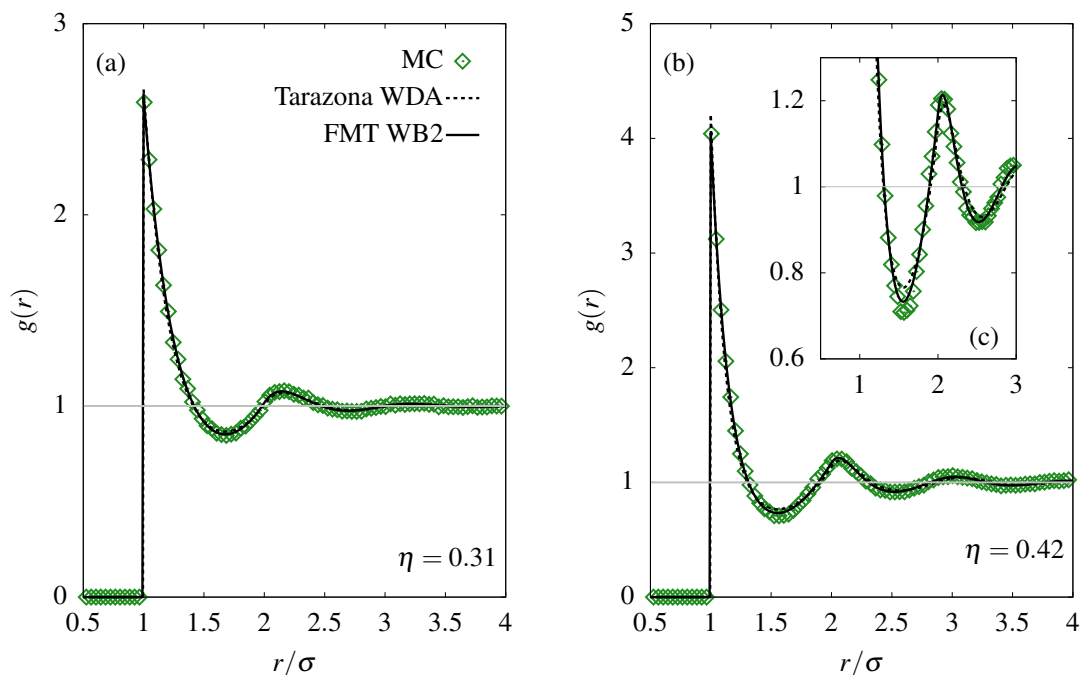 (a)
MC
Tarazona WDA
FMT WB2
η = 0.31
g(r)
3
2
1
0
0.5 1 1.5 2 2.5 3 3.5 4
r/σ
(b)
η = 0.42
g(r)
5
4
3
2
1
0
0.5 1 1.5 2 2.5 3 3.5 4
r/σ
(c)
1.2
1
0.8
0.6
1 2 3